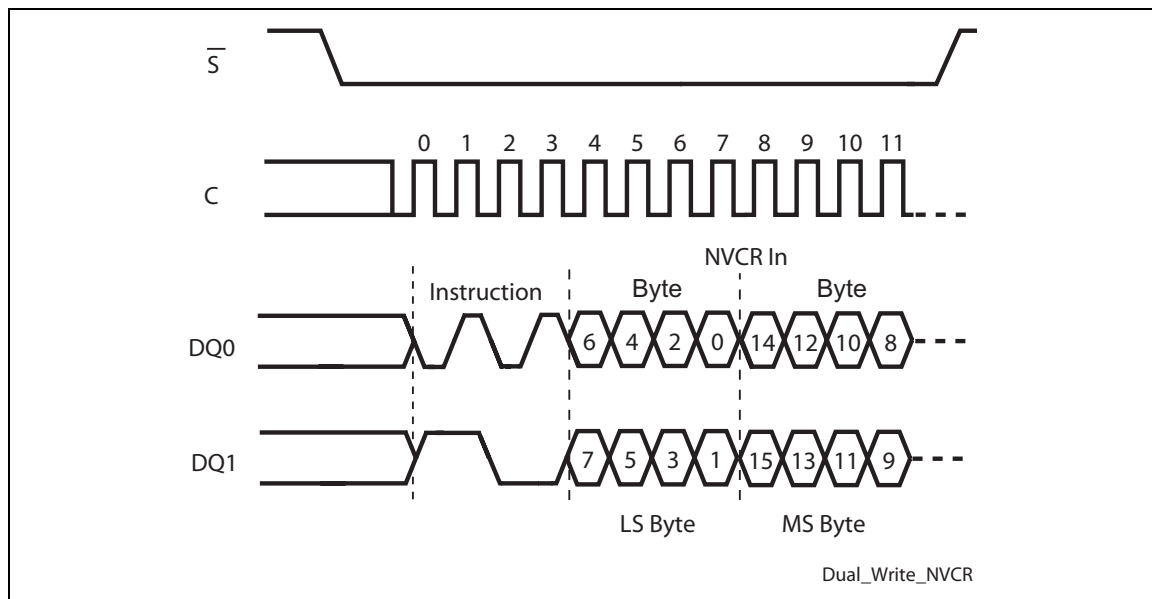 S
0 1 2 3 4 5 6 7 8 9 10 11
C
NVCR In
Instruction Byte Byte
DQ0 6 4 2 0 14 12 10 8
DQ1 7 5 3 1 15 13 11 9
LS Byte MS Byte
Dual_Write_NVCR